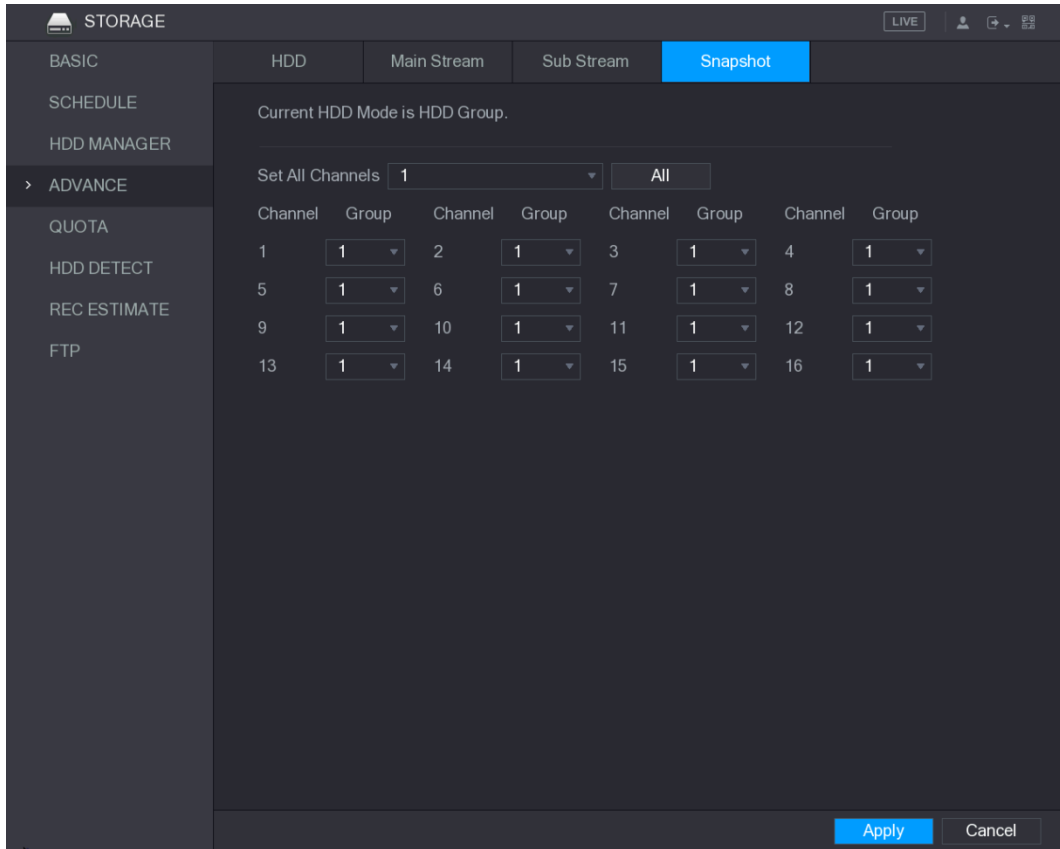 STORAGE LIVE
BASIC
SCHEDULE
HDD MANAGER
> ADVANCE
QUOTA
HDD DETECT
REC ESTIMATE
FTP
HDD Main Stream Sub Stream Snapshot
Current HDD Mode is HDD Group.
Set All Channels 1 All
Channel Group Channel Group Channel Group Channel Group
1 1 2 1 3 1 4 1
5 1 6 1 7 1 8 1
9 1 10 1 11 1 12 1
13 1 14 1 15 1 16 1
Apply Cancel